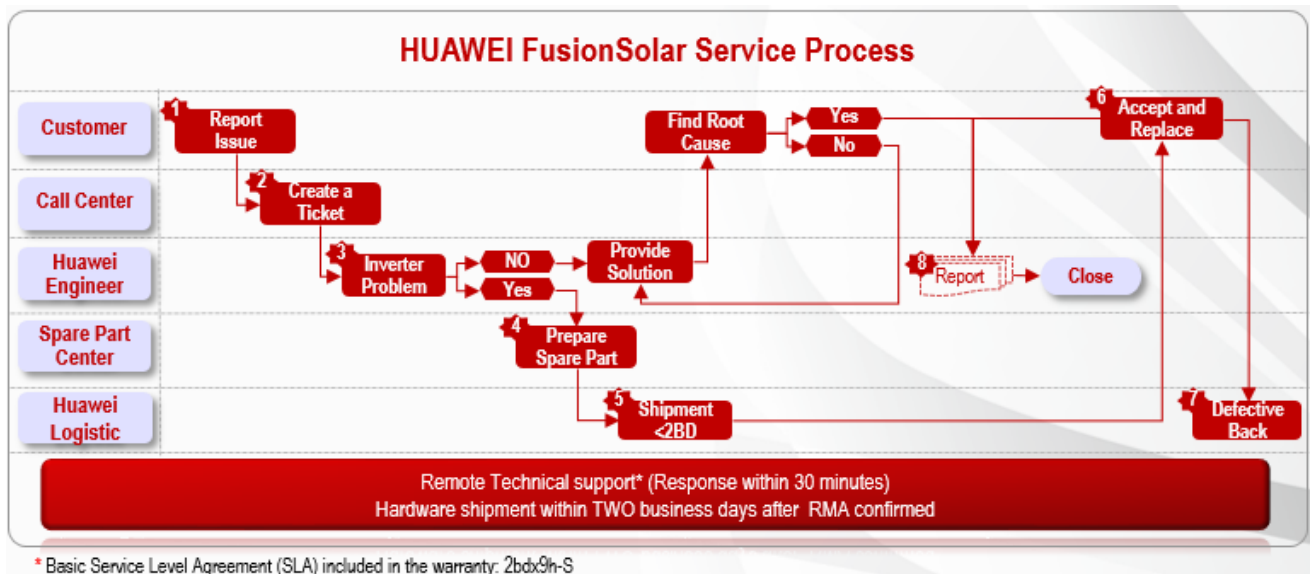 HUAWEI FusionSolar Service Process
Customer
1
Report
Issue
Find Root
Cause
Yes
No
6
Accept and
Replace
Call Center
2
Create a
Ticket
Huawei
Engineer
3
Inverter
Problem
NO
Yes
Provide
Solution
8
Report
Close
Spare Part
Center
4
Prepare
Spare Part
Huawei
Logistic
5
Shipment
<2BD
7
Defective
Back
Remote Technical support* (Response within 30 minutes)
Hardware shipment within TWO business days after RMA confirmed
* Basic Service Level Agreement (SLA) included in the warranty: 2bdx9h-S